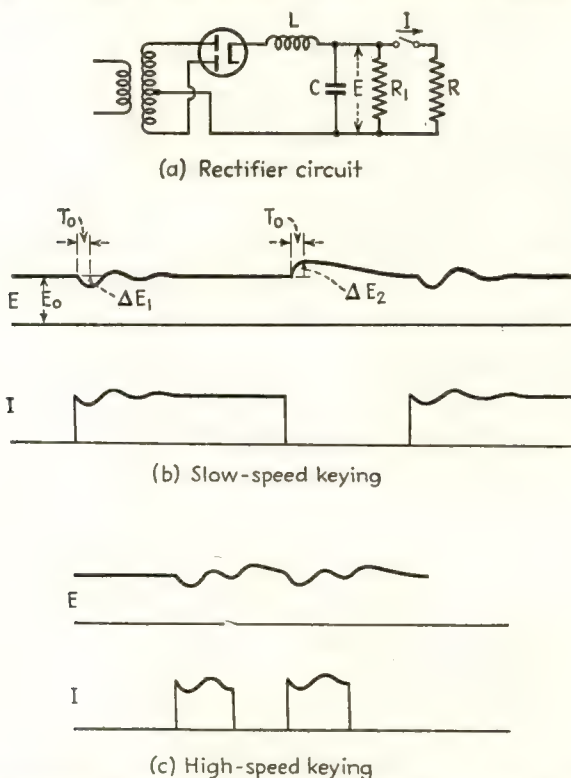 L
I
C
E
R₁
R
(a) Rectifier circuit
T₀
T₀
E
E₀
ΔE₁
ΔE₂
I
(b) Slow-speed keying
E
I
(c) High-speed keying